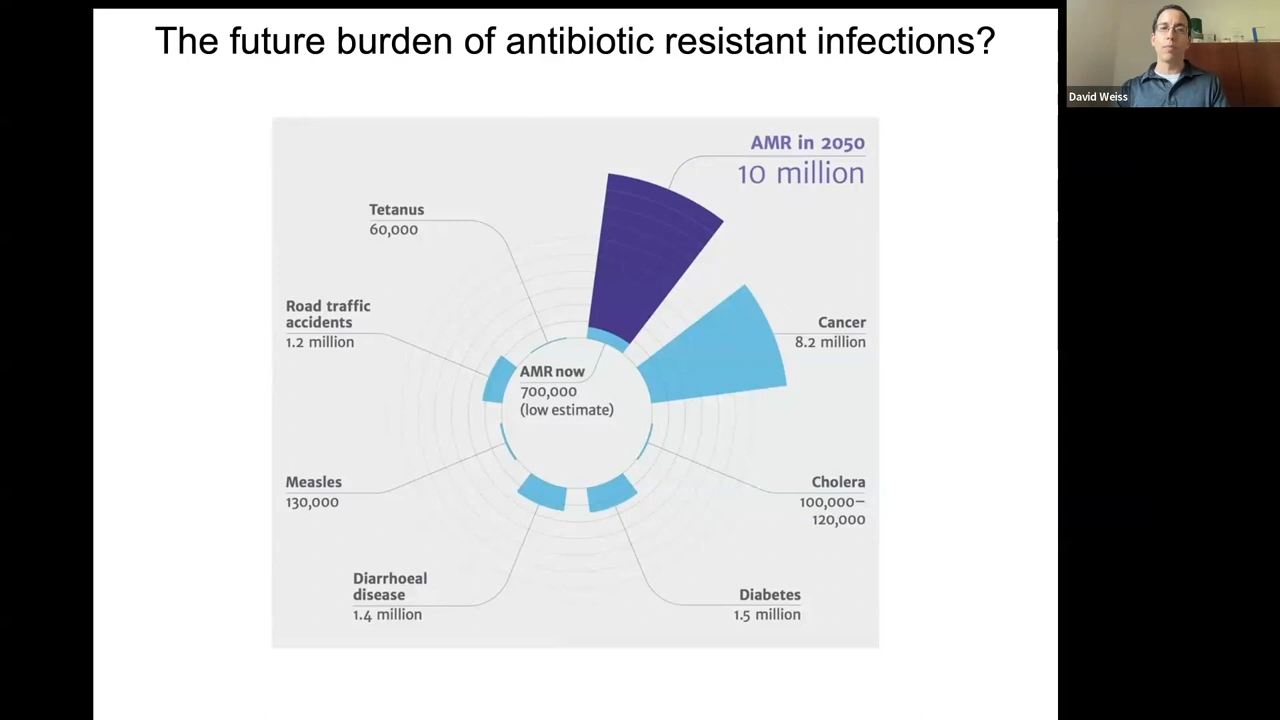 The future burden of antibiotic resistant infections?
David Weiss
AMR in 2050
10 million
Tetanus
60,000
Road traffic
accidents
1.2 million
Cancer
8.2 million
AMR now
700,000
(low estimate)
Measles
130,000
Cholera
100,000–
120,000
Diarrhoeal
disease
1.4 million
Diabetes
1.5 million